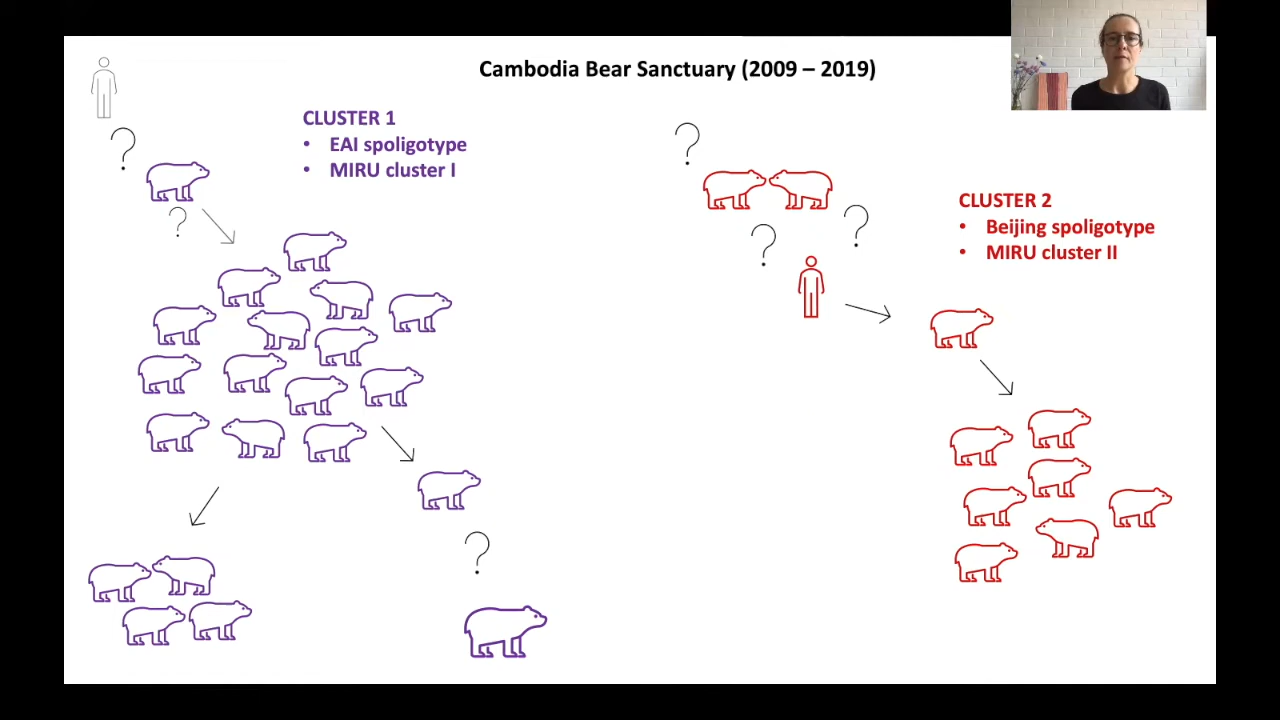 Cambodia Bear Sanctuary (2009 – 2019)
CLUSTER 1
• EAI spoligotype
• MIRU cluster I
?
?
?
?
?
?
CLUSTER 2
• Beijing spoligotype
• MIRU cluster II